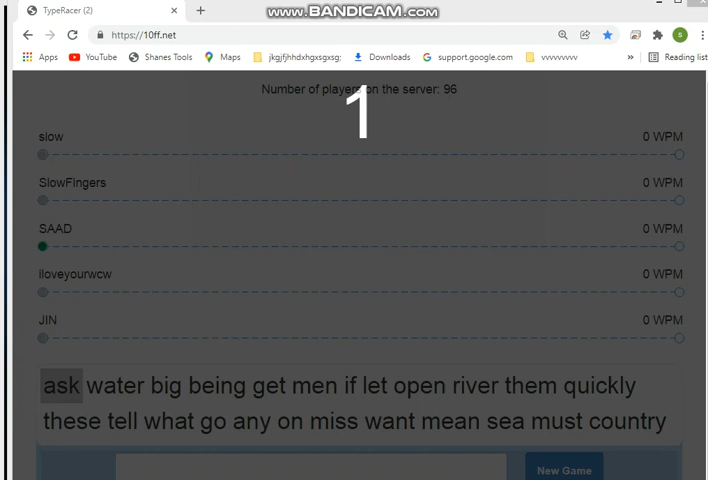 www.BANDICAM.com
TypeRacer (2)
https://10ff.net
S
Apps YouTube Shanes Tools Maps jkgjfjhhdxhgxsgxsg; Downloads support.google.com vvvvvvvvv » Reading list
Number of players on the server: 96
1
slow 0 WPM
SlowFingers 0 WPM
SAAD 0 WPM
iloveyourwcw 0 WPM
JIN 0 WPM
ask water big being get men if let open river them quickly
these tell what go any on miss want mean sea must country
New Game